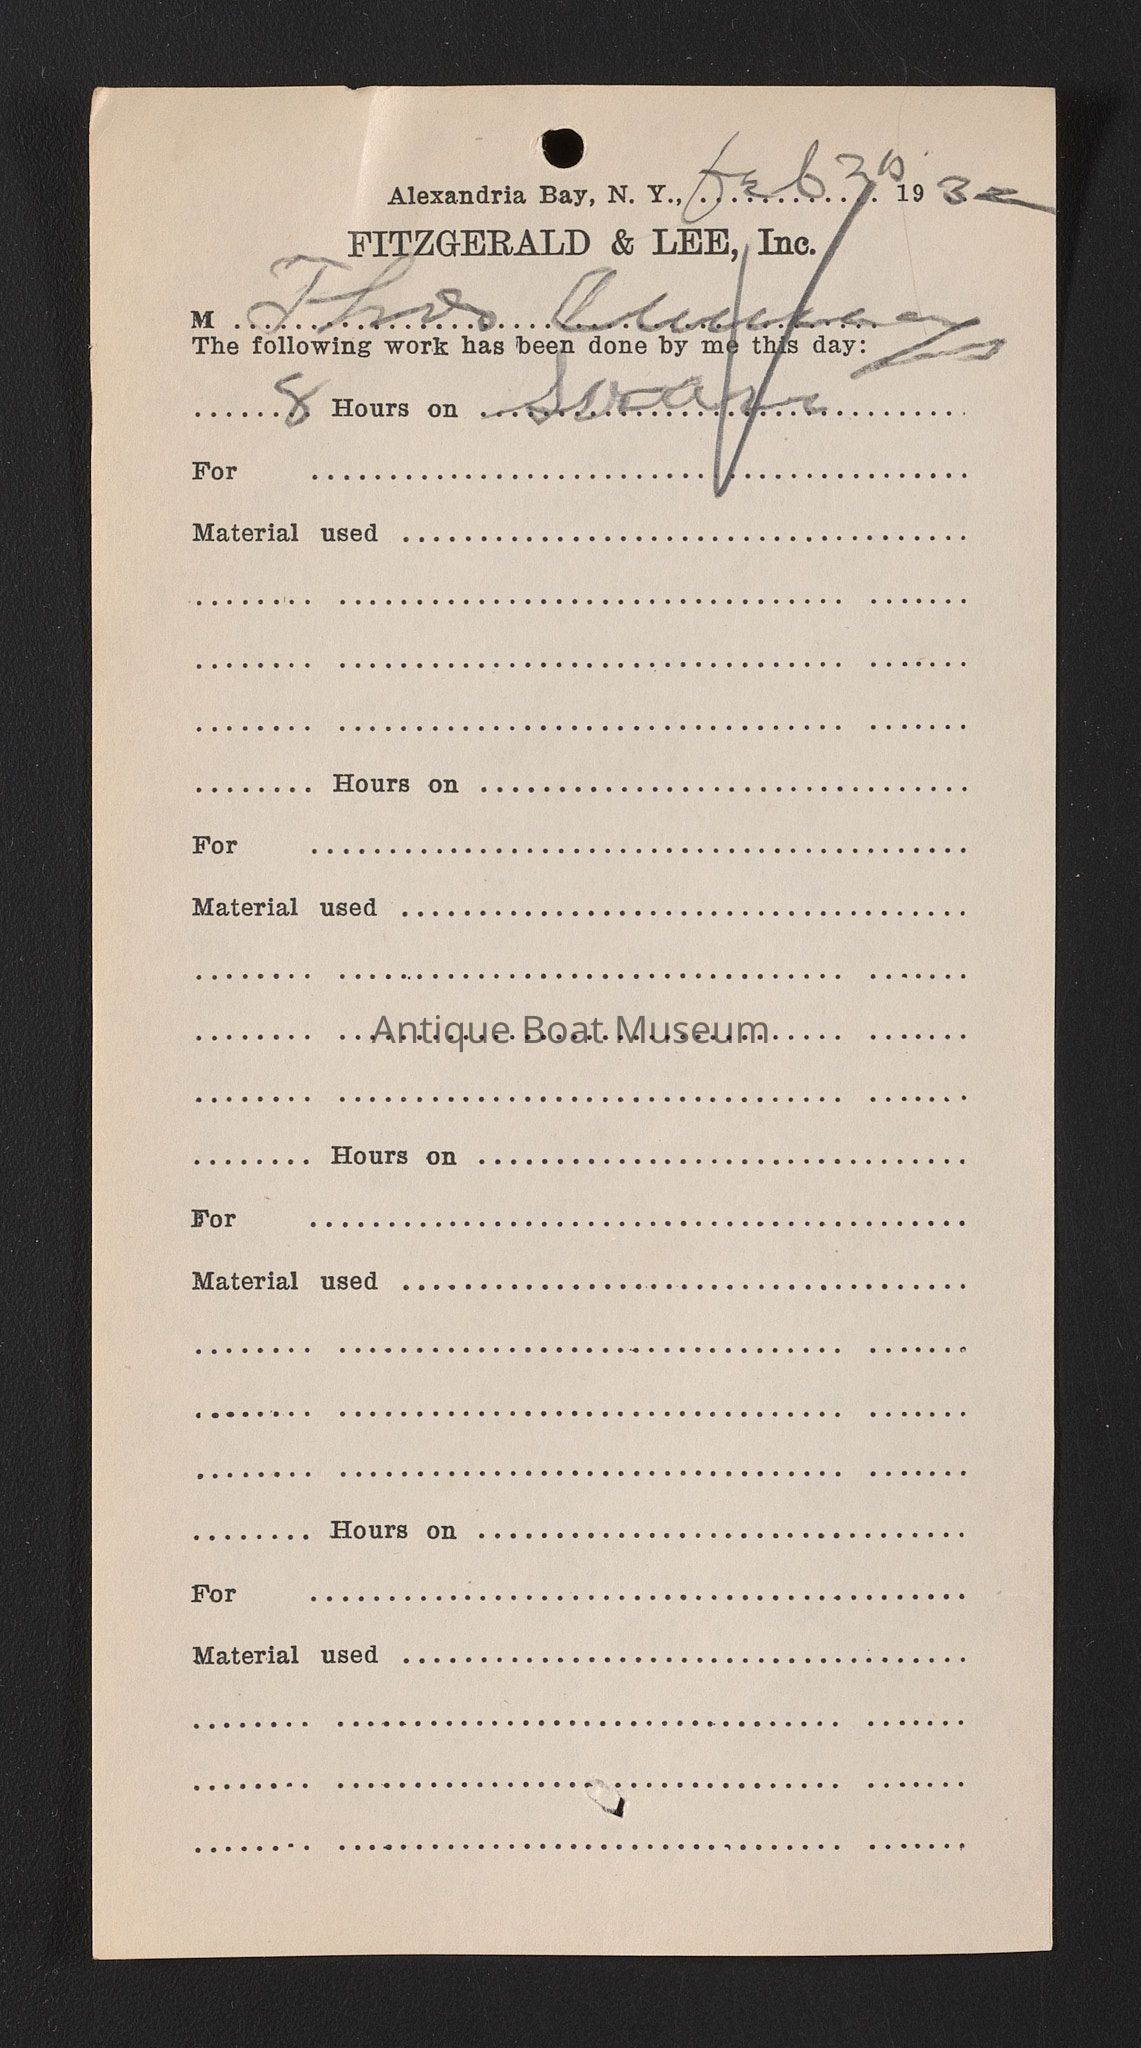 Alexandria Bay, N. Y., Feb 1932
FITZGERALD & LEE, Inc.
M Thos
The following work has been done by me this day:
8 Hours on
For
Material used
Hours on
For
Material used
Antique Boat Museum
Hours on
For
Material used
Hours on
For
Material used